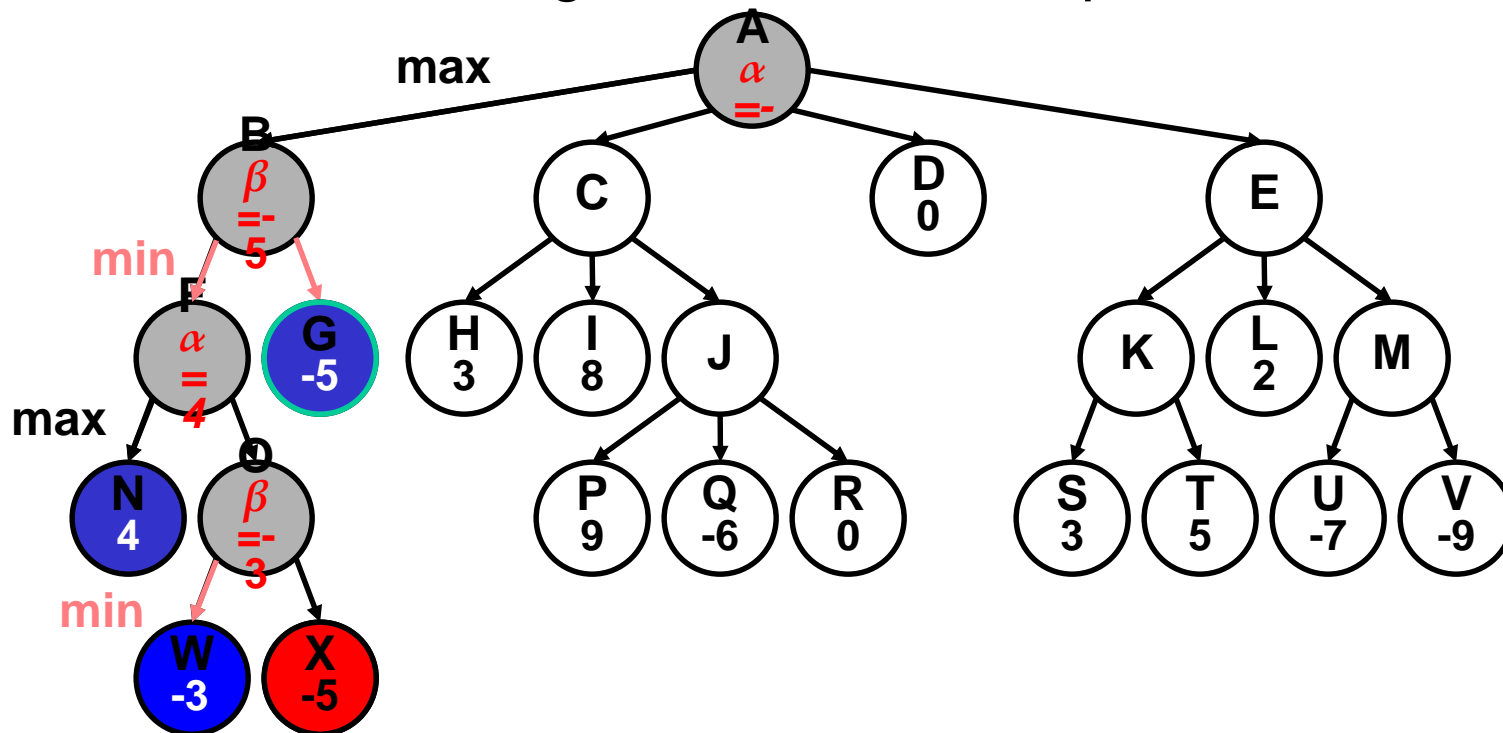 A
max
α
=-
B
β
=-
5
C
D
0
E
min
F
α
=
4
G
-5
H
3
I
8
J
K
L
2
M
max
N
4
O
β
=-
3
P
9
Q
-6
R
0
S
3
T
5
U
-7
V
-9
min
W
-3
X
-5